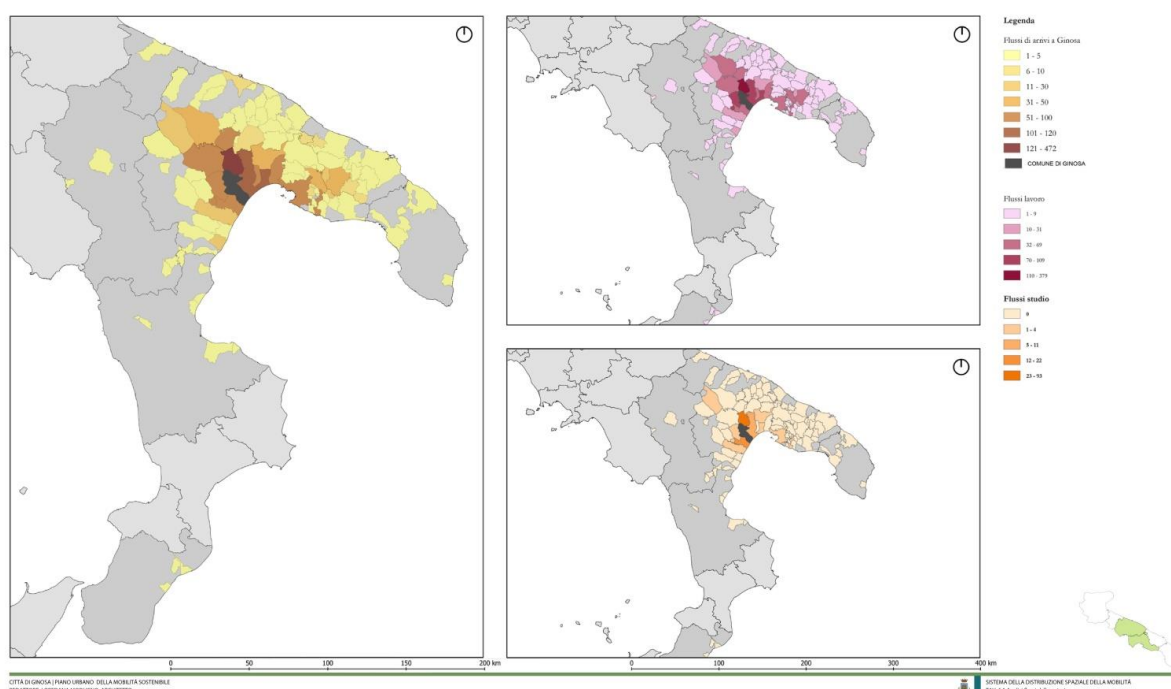 Legenda
Flussi di arrivi a Ginosa
1 - 5
6 - 10
11 - 30
31 - 50
51 - 100
101 - 120
121 - 472
COMUNE DI GINOSA
Flussi lavoro
1 - 9
10 - 31
32 - 69
70 - 109
110 - 379
Flussi studio
0
1 - 4
5 - 11
12 - 22
23 - 93
0
50
100
150
200 km
0
100
200
300
400 km
CITTÀ DI GINOSA | PIANO URBANO DELLA MOBILITÀ SOSTENIBILE
SISTEMA DELLA DISTRIBUZIONE SPAZIALE DELLA MOBILITÀ